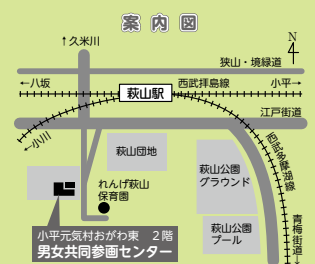 案内図
↑久米川
N
狭山・境緑道
←八坂
西武拝島線
小平→
萩山駅
江戸街道
←小川
西武多摩湖線
萩山団地
萩山公園
グラウンド
れんげ萩山
保育園
萩山公園
プール
青梅街道→
小平元気村おがわ東 2階
男女共同参画センター